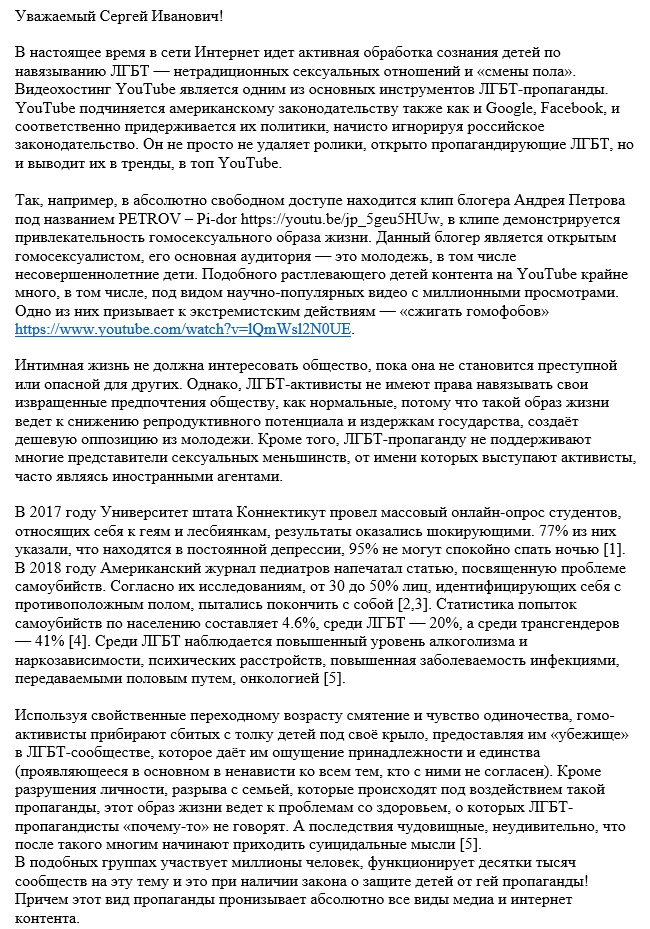 Уважаемый Сергей Иванович!
В настоящее время в сети Интернет идет активная обработка сознания детей по
навязыванию ЛГБТ — нетрадиционных сексуальных отношений и «смены пола».
Видеохостинг YouTube является одним из основных инструментов ЛГБТ-пропаганды.
YouTube подчиняется американскому законодательству также как и Google, Facebook, и
соответственно придерживается их политики, начисто игнорируя российское
законодательство. Он не просто не удаляет ролики, открыто пропагандирующие ЛГБТ, но
и выводит их в тренды, в топ YouTube.
Так, например, в абсолютно свободном доступе находится клип блогера Андрея Петрова
под названием PETROV – Pi-dor https://youtu.be/jp_5geu5HUw, в клипе демонстрируется
привлекательность гомосексуального образа жизни. Данный блогер является открытым
гомосексуалистом, его основная аудитория — это молодежь, в том числе
несовершеннолетние дети. Подобного растлевающего детей контента на YouTube крайне
много, в том числе, под видом научно-популярных видео с миллионными просмотрами.
Одно из них призывает к экстремистским действиям — «сжигать гомофобов»
https://www.youtube.com/watch?v=lQmWsl2N0UE.
Интимная жизнь не должна интересовать общество, пока она не становится преступной
или опасной для других. Однако, ЛГБТ-активисты не имеют права навязывать свои
извращенные предпочтения обществу, как нормальные, потому что такой образ жизни
ведет к снижению репродуктивного потенциала и издержкам государства, создаёт
дешевую оппозицию из молодежи. Кроме того, ЛГБТ-пропаганду не поддерживают
многие представители сексуальных меньшинств, от имени которых выступают активисты,
часто являясь иностранными агентами.
В 2017 году Университет штата Коннектикут провел массовый онлайн-опрос студентов,
относящих себя к геям и лесбиянкам, результаты оказались шокирующими. 77% из них
указали, что находятся в постоянной депрессии, 95% не могут спокойно спать ночью [1].
В 2018 году Американский журнал педиатров напечатал статью, посвященную проблеме
самоубийств. Согласно их исследованиям, от 30 до 50% лиц, идентифицирующих себя с
противоположным полом, пытались покончить с собой [2,3]. Статистика попыток
самоубийств по населению составляет 4.6%, среди ЛГБТ — 20%, а среди трансгендеров
— 41% [4]. Среди ЛГБТ наблюдается повышенный уровень алкоголизма и
наркозависимости, психических расстройств, повышенная заболеваемость инфекциями,
передаваемыми половым путем, онкологией [5].
Используя свойственные переходному возрасту смятение и чувство одиночества, гомо-
активисты прибирают сбитых с толку детей под своё крыло, предоставляя им «убежище»
в ЛГБТ-сообществе, которое даёт им ощущение принадлежности и единства
(проявляющееся в основном в ненависти ко всем тем, кто с ними не согласен). Кроме
разрушения личности, разрыва с семьей, которые происходят под воздействием такой
пропаганды, этот образ жизни ведет к проблемам со здоровьем, о которых ЛГБТ-
пропагандисты «почему-то» не говорят. А последствия чудовищные, неудивительно, что
после такого многим начинают приходить суицидальные мысли [5].
В подобных группах участвует миллионы человек, функционирует десятки тысяч
сообществ на эту тему и это при наличии закона о защите детей от гей пропаганды!
Причем этот вид пропаганды пронизывает абсолютно все виды медиа и интернет
контента.